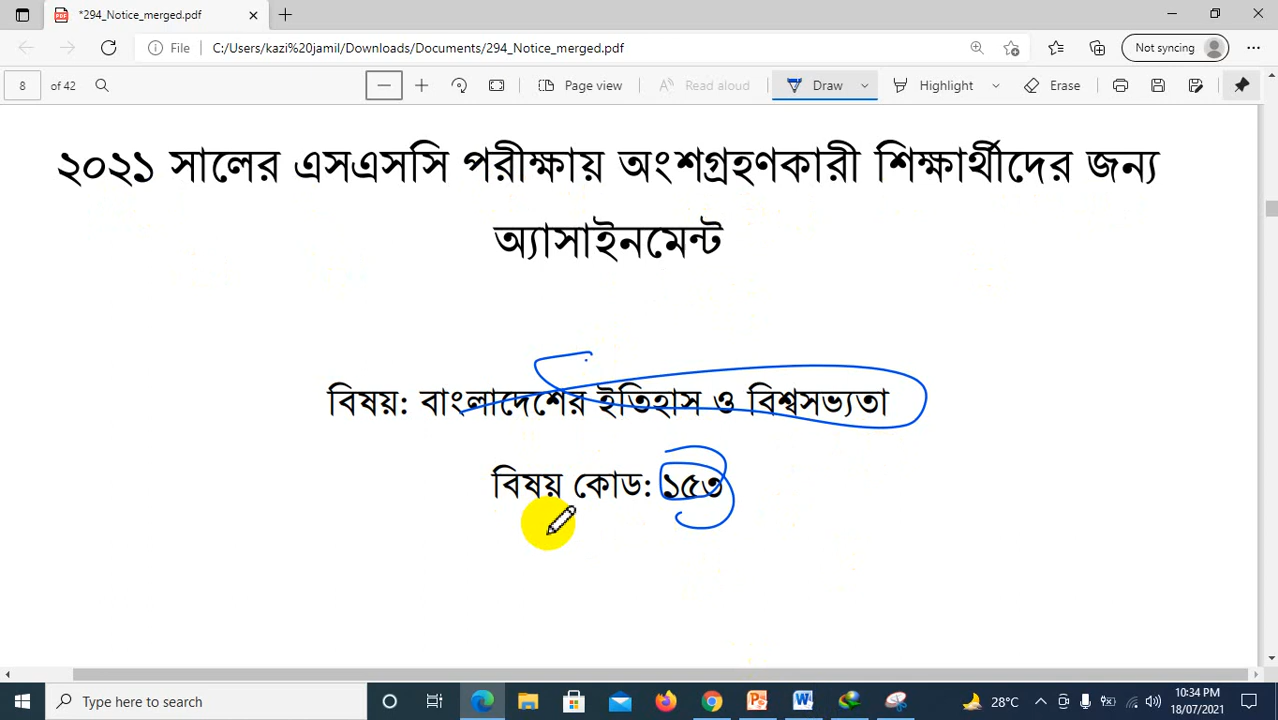 *294_Notice_merged.pdf
File C:/Users/kazi%20jamil/Downloads/Documents/294_Notice_merged.pdf Not syncing
8 of 42 Page view Read aloud Draw Highlight Erase
২০২১ সালের এসএসসি পরীক্ষায় অংশগ্রহণকারী শিক্ষার্থীদের জন্য
অ্যাসাইনমেন্ট
বিষয়: বাংলাদেশের ইতিহাস ও বিশ্বসভ্যতা
বিষয় কোড: ১৫৩
Type here to search 28°C 10:34 PM
18/07/2021